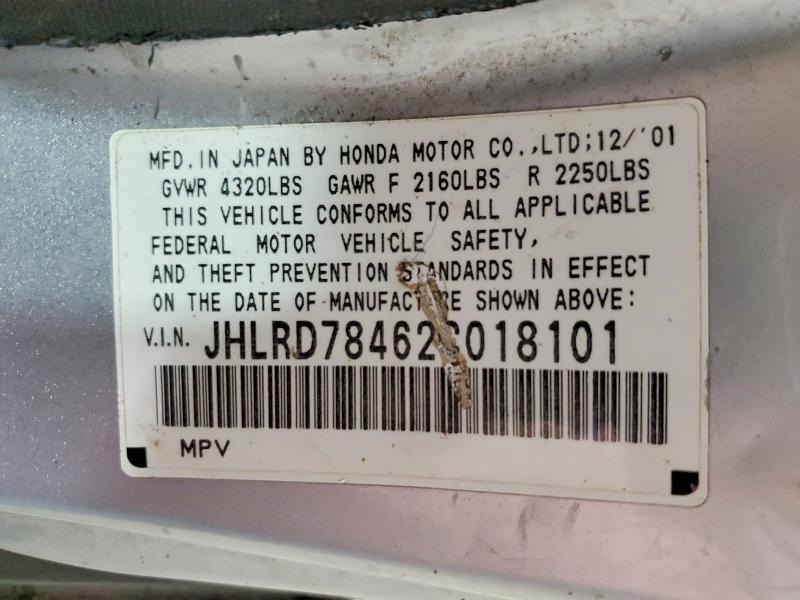 MFD. IN JAPAN BY HONDA MOTOR CO.,LTD;12/'01
GVWR 4320LBS GAWR F 2160LBS R 2250LBS
THIS VEHICLE CONFORMS TO ALL APPLICABLE
FEDERAL MOTOR VEHICLE SAFETY,
AND THEFT PREVENTION STANDARDS IN EFFECT
ON THE DATE OF MANUFACTURE SHOWN ABOVE:
V.I.N. JHLRD78462C018101
MPV